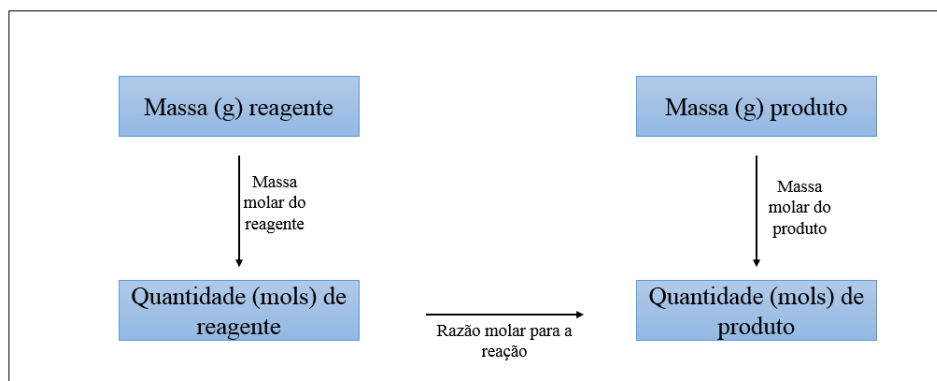 Massa (g) reagente
Massa (g) produto
Massa
molar do
reagente
Massa
molar do
produto
Quantidade (mols) de
reagente
Razão molar para a
reação
Quantidade (mols) de
produto